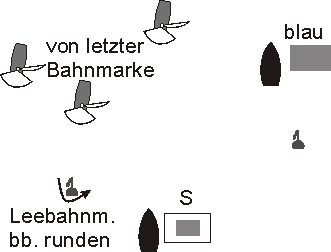 von letzter
Bahnmarke
blau
S
Leebahnm.
bb. runden